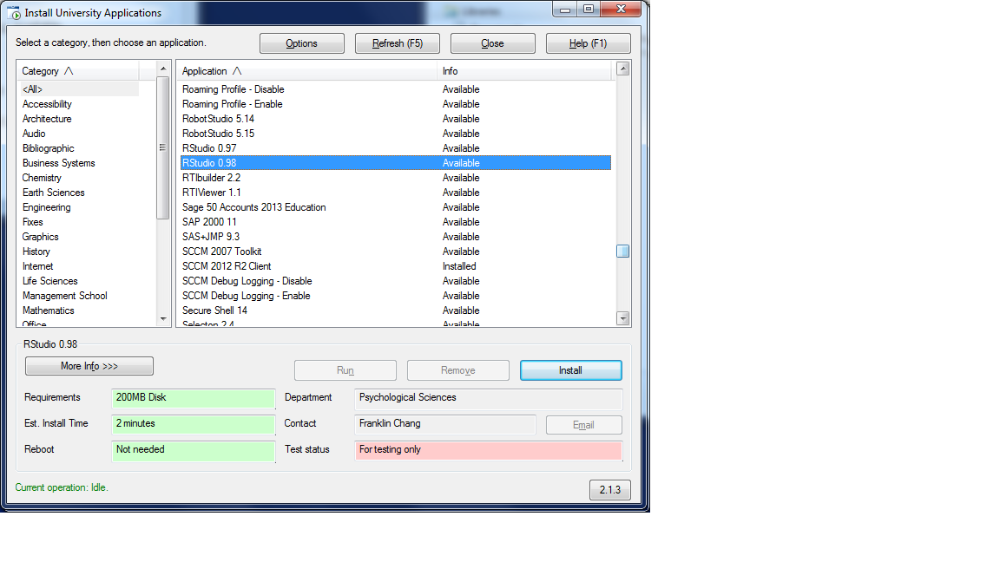 Install University Applications
Select a category, then choose an application.
Options
Refresh (F5)
Close
Help (F1)
Category
<All>
Accessibility
Architecture
Audio
Bibliographic
Business Systems
Chemistry
Earth Sciences
Engineering
Fixes
Graphics
History
Internet
Life Sciences
Management School
Mathematics
Office
Application Info
Roaming Profile - Disable Available
Roaming Profile - Enable Available
RobotStudio 5.14 Available
RobotStudio 5.15 Available
RStudio 0.97 Available
RStudio 0.98 Available
RTIbuilder 2.2 Available
RTIViewer 1.1 Available
Sage 50 Accounts 2013 Education Available
SAP 2000 11 Available
SAS+JMP 9.3 Available
SCCM 2007 Toolkit Available
SCCM 2012 R2 Client Installed
SCCM Debug Logging - Disable Available
SCCM Debug Logging - Enable Available
Secure Shell 14 Available
Selecton 2.4 Available
RStudio 0.98
More Info >>>
Run
Remove
Install
Requirements 200MB Disk Department Psychological Sciences
Est. Install Time 2 minutes Contact Franklin Chang Email
Reboot Not needed Test status For testing only
Current operation: Idle.
2.1.3